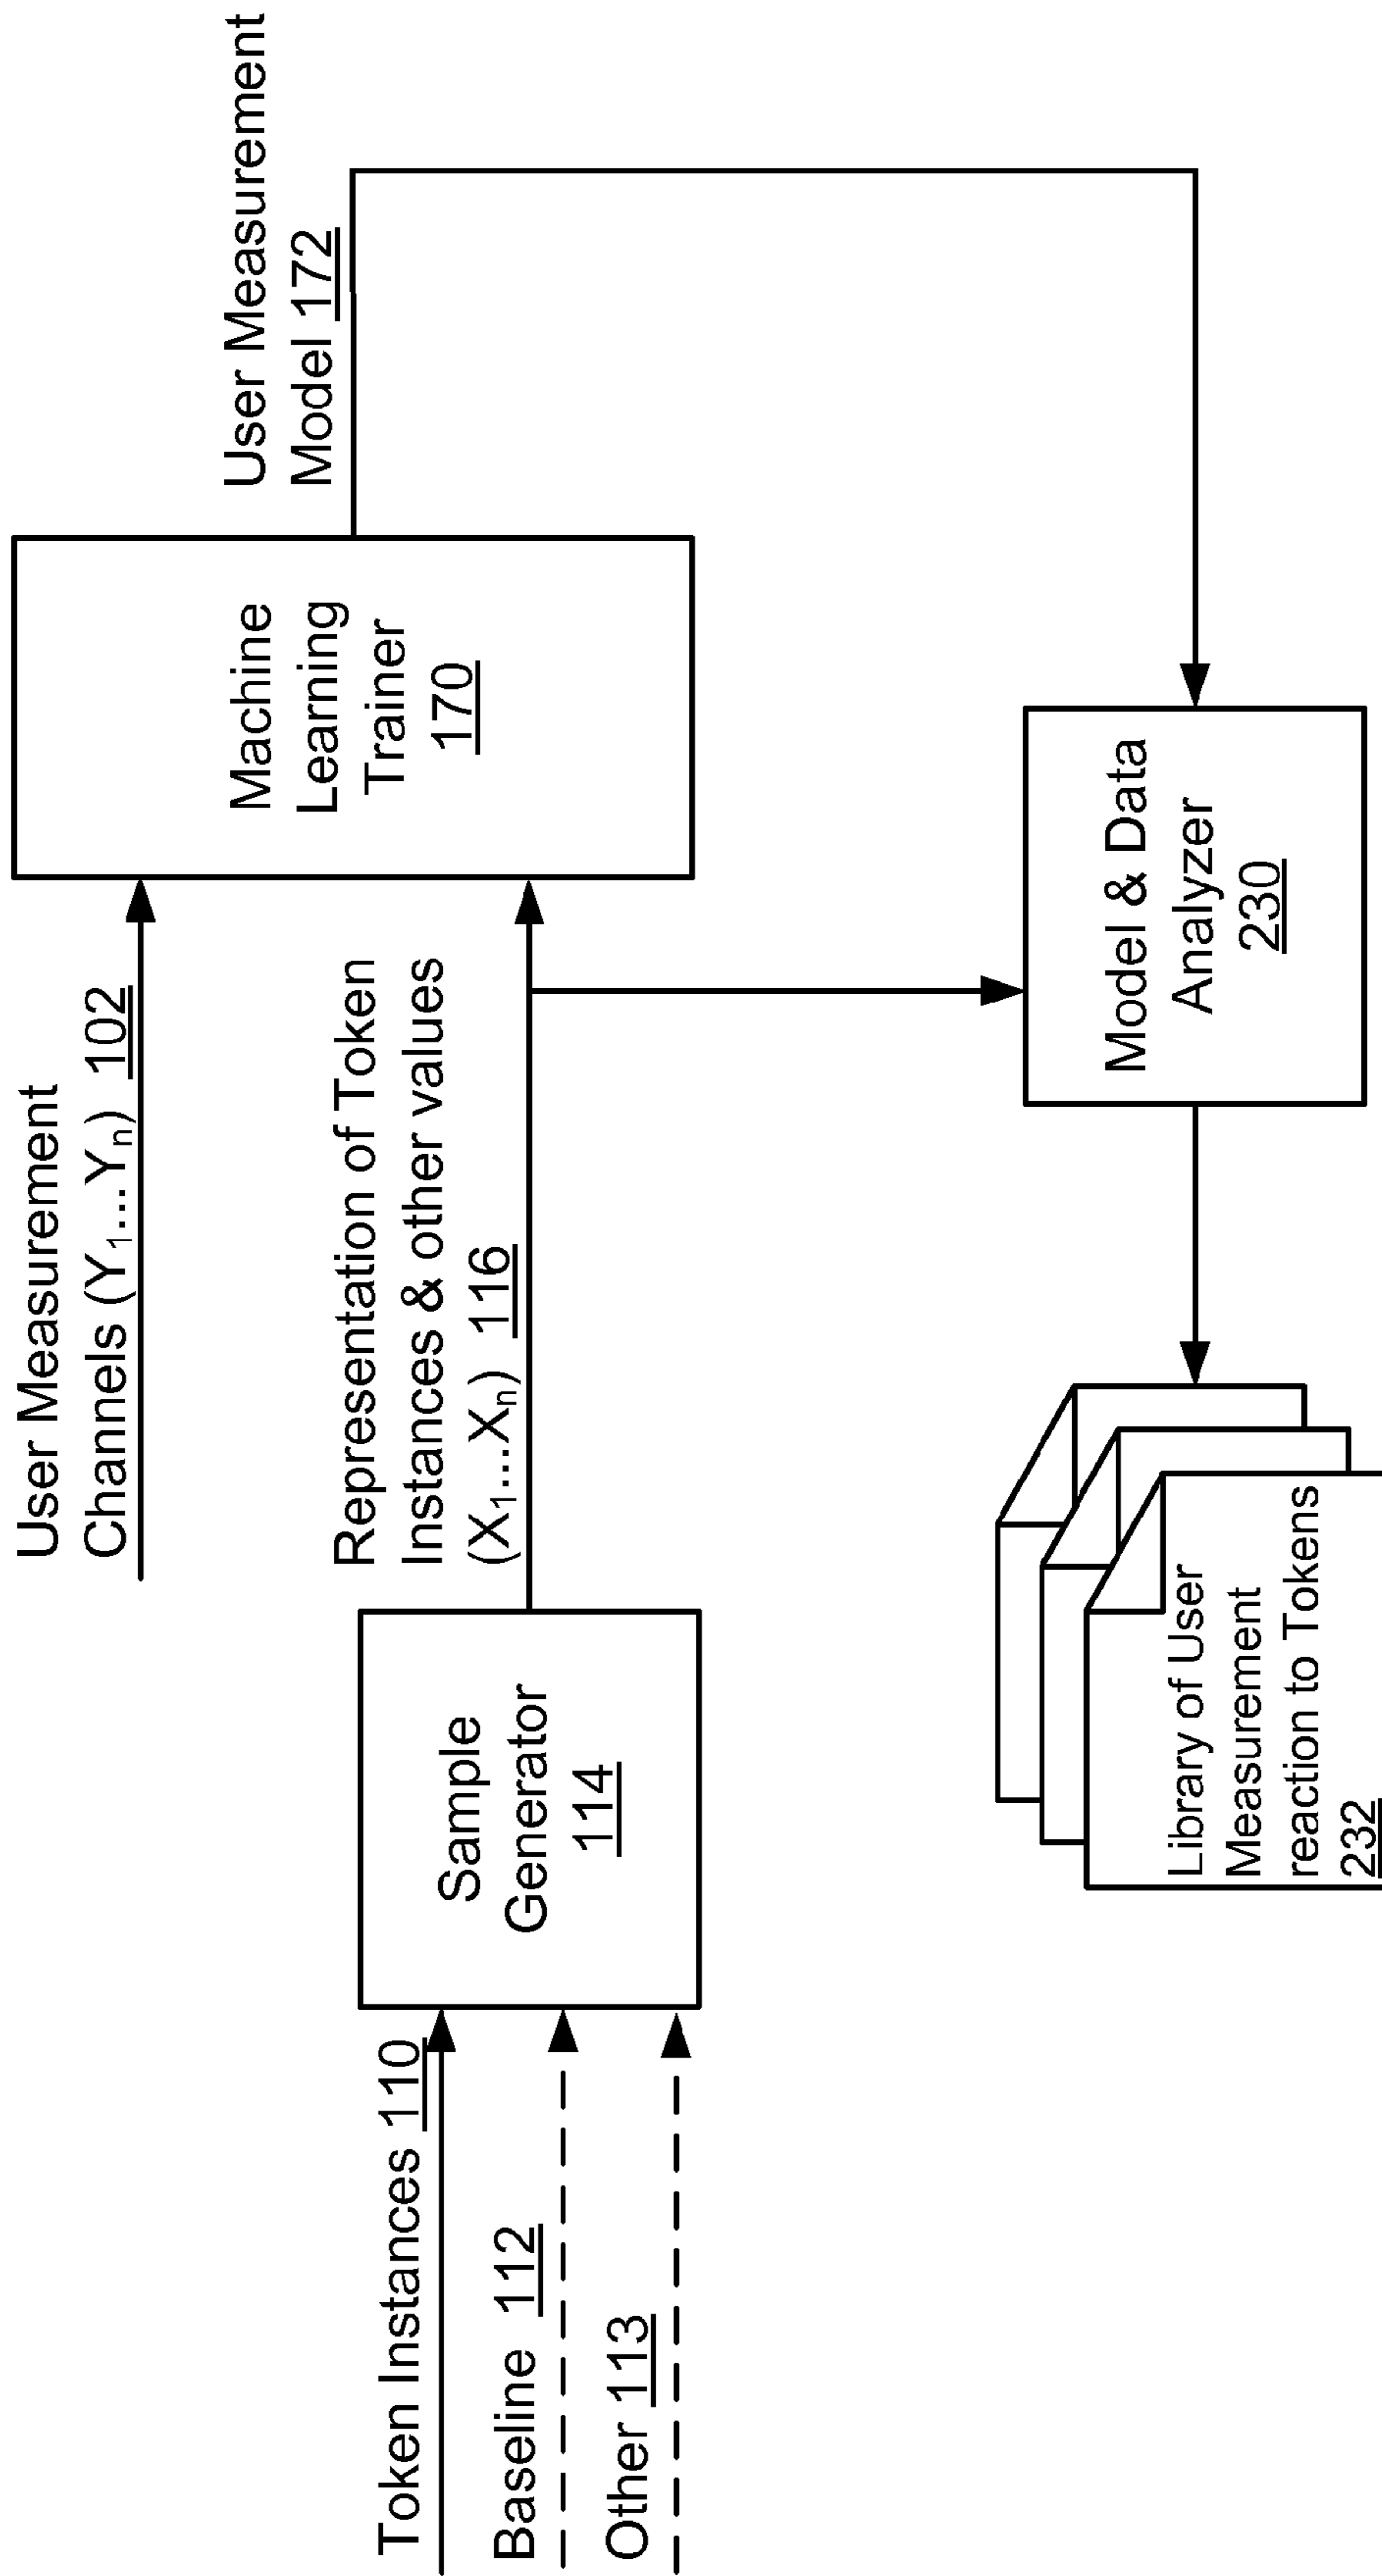 User Measurement
Channels (Y1...Yn) 102
Token Instances 110
Baseline 112
Other 113
Sample
Generator
114
Representation of Token
Instances & other values
(X1....Xn) 116
Machine
Learning
Trainer
170
User Measurement
Model 172
Model & Data
Analyzer
230
Library of User
Measurement
reaction to Tokens
232